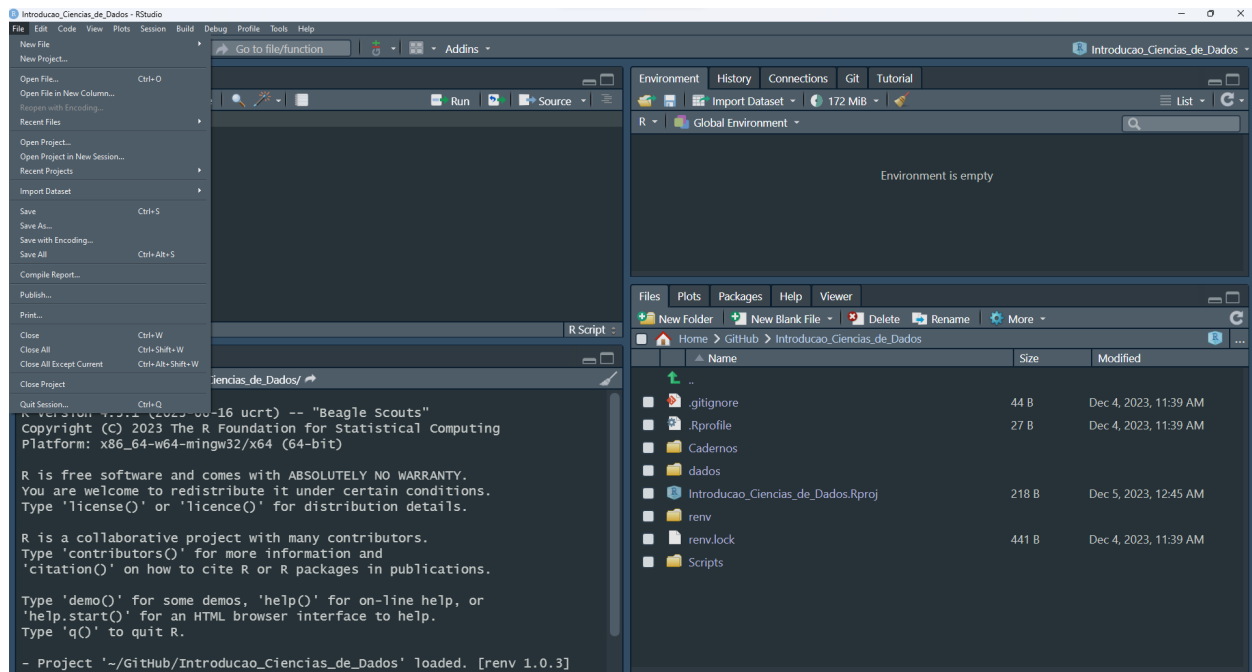 Introducao_Ciencias_de_Dados - RStudio
File Edit Code View Plots Session Build Debug Profile Tools Help
Go to file/function Addins Introducao_Ciencias_de_Dados
New File
New Project...
Open File... Ctrl+O
Open File in New Column...
Reopen with Encoding...
Recent Files
Open Project...
Open Project in New Session...
Recent Projects
Import Dataset
Save Ctrl+S
Save As...
Save with Encoding...
Save All Ctrl+Alt+S
Compile Report...
Publish...
Print...
Close Ctrl+W
Close All Ctrl+Shift+W
Close All Except Current Ctrl+Alt+Shift+W
Close Project
Quit Session... Ctrl+Q
Run Source
R Script
iencias_de_Dados/
(2023-06-16 ucrt) -- "Beagle Scouts"
Copyright (C) 2023 The R Foundation for Statistical Computing
Platform: x86_64-w64-mingw32/x64 (64-bit)
R is free software and comes with ABSOLUTELY NO WARRANTY.
You are welcome to redistribute it under certain conditions.
Type 'license()' or 'licence()' for distribution details.
R is a collaborative project with many contributors.
Type 'contributors()' for more information and
'citation()' on how to cite R or R packages in publications.
Type 'demo()' for some demos, 'help()' for on-line help, or
'help.start()' for an HTML browser interface to help.
Type 'q()' to quit R.
- Project '~/GitHub/Introducao_Ciencias_de_Dados' loaded. [renv 1.0.3]
Environment History Connections Git Tutorial
Import Dataset 172 MiB List
R Global Environment
Environment is empty
Files Plots Packages Help Viewer
New Folder New Blank File Delete Rename More
Home GitHub Introducao_Ciencias_de_Dados
Name Size Modified
..
.gitignore 44 B Dec 4, 2023, 11:39 AM
.Rprofile 27 B Dec 4, 2023, 11:39 AM
Cadernos
dados
Introducao_Ciencias_de_Dados.Rproj 218 B Dec 5, 2023, 12:45 AM
renv
renv.lock 441 B Dec 4, 2023, 11:39 AM
Scripts